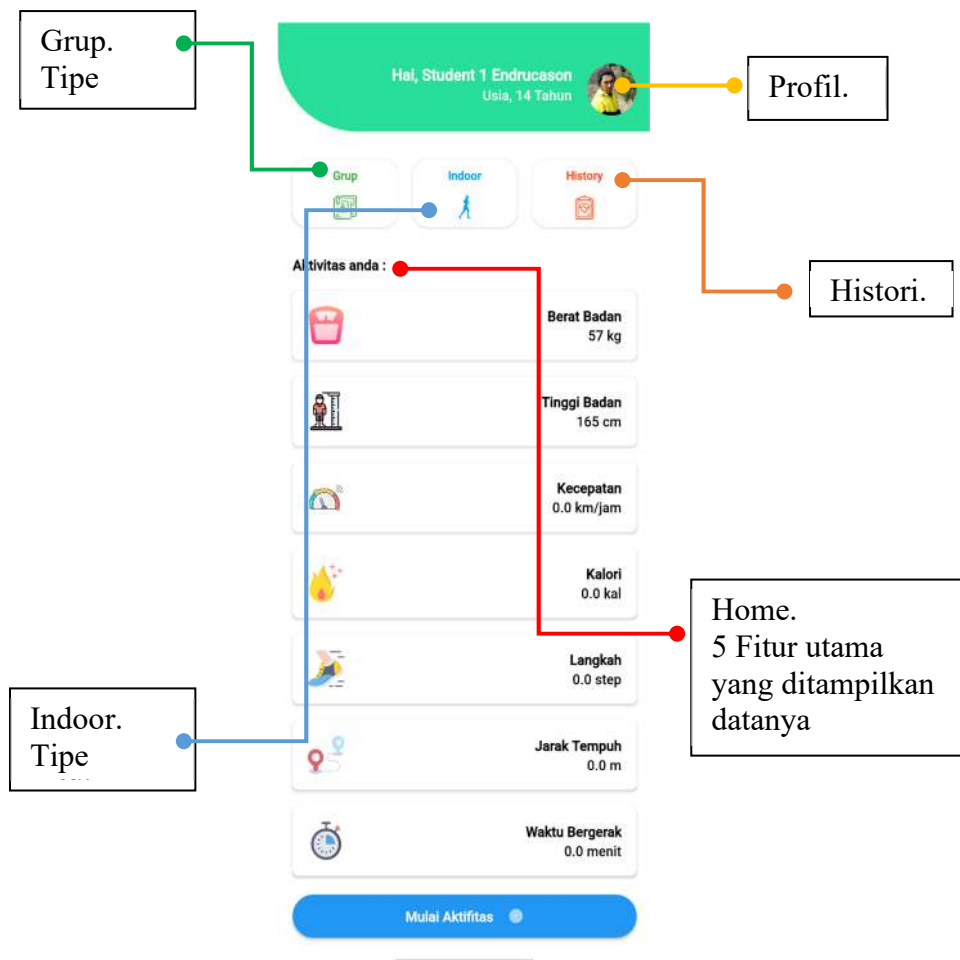 Grup.
Tipe
Hai, Student 1 Endrucason
Usia, 14 Tahun
Profil.
Grup
Indoor
History
Aktivitas anda :
Histori.
Berat Badan
57 kg
Tinggi Badan
165 cm
Kecepatan
0.0 km/jam
Kalori
0.0 kal
Home.
5 Fitur utama
yang ditampilkan
datanya
Langkah
0.0 step
Indoor.
Tipe
Jarak Tempuh
0.0 m
Waktu Bergerak
0.0 menit
Mulai Aktifitas